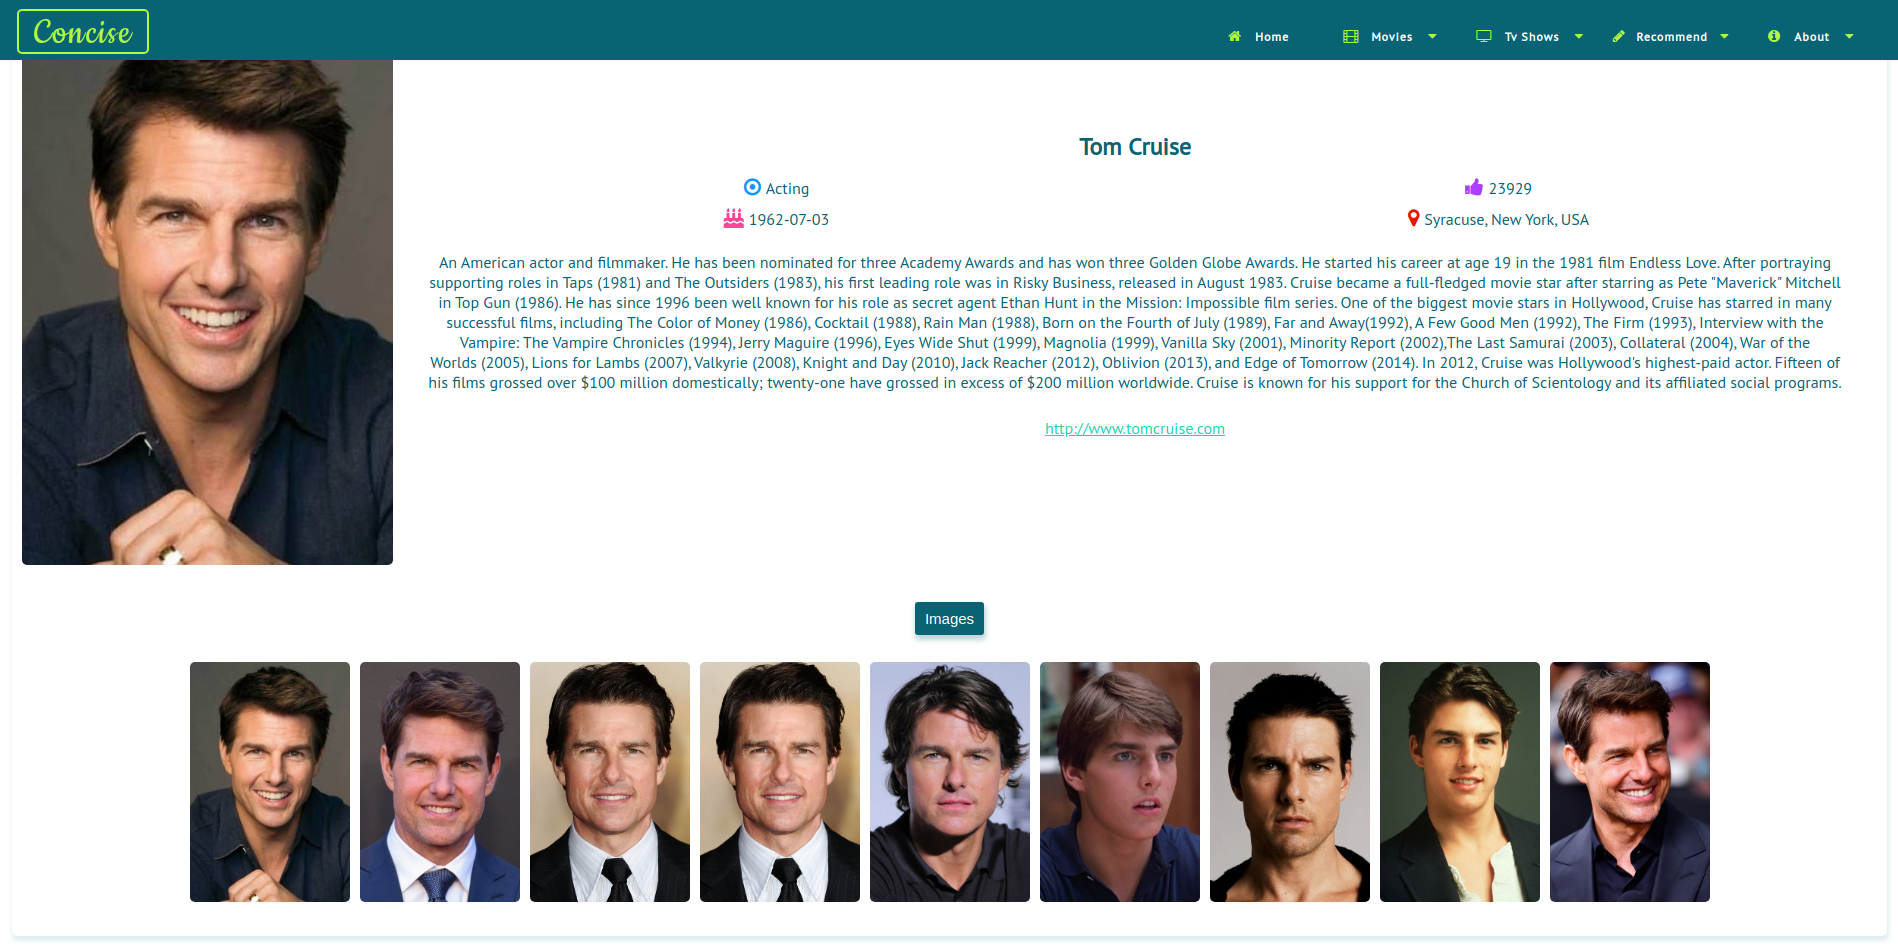 Concise
Home
Movies
Tv Shows
Recommend
About
Tom Cruise
Acting
23929
1962-07-03
Syracuse, New York, USA
An American actor and filmmaker. He has been nominated for three Academy Awards and has won three Golden Globe Awards. He started his career at age 19 in the 1981 film Endless Love. After portraying
supporting roles in Taps (1981) and The Outsiders (1983), his first leading role was in Risky Business, released in August 1983. Cruise became a full-fledged movie star after starring as Pete "Maverick" Mitchell
in Top Gun (1986). He has since 1996 been well known for his role as secret agent Ethan Hunt in the Mission: Impossible film series. One of the biggest movie stars in Hollywood, Cruise has starred in many
successful films, including The Color of Money (1986), Cocktail (1988), Rain Man (1988), Born on the Fourth of July (1989), Far and Away(1992), A Few Good Men (1992), The Firm (1993), Interview with the
Vampire: The Vampire Chronicles (1994), Jerry Maguire (1996), Eyes Wide Shut (1999), Magnolia (1999), Vanilla Sky (2001), Minority Report (2002),The Last Samurai (2003), Collateral (2004), War of the
Worlds (2005), Lions for Lambs (2007), Valkyrie (2008), Knight and Day (2010), Jack Reacher (2012), Oblivion (2013), and Edge of Tomorrow (2014). In 2012, Cruise was Hollywood's highest-paid actor. Fifteen of
his films grossed over $100 million domestically; twenty-one have grossed in excess of $200 million worldwide. Cruise is known for his support for the Church of Scientology and its affiliated social programs.
http://www.tomcruise.com
Images